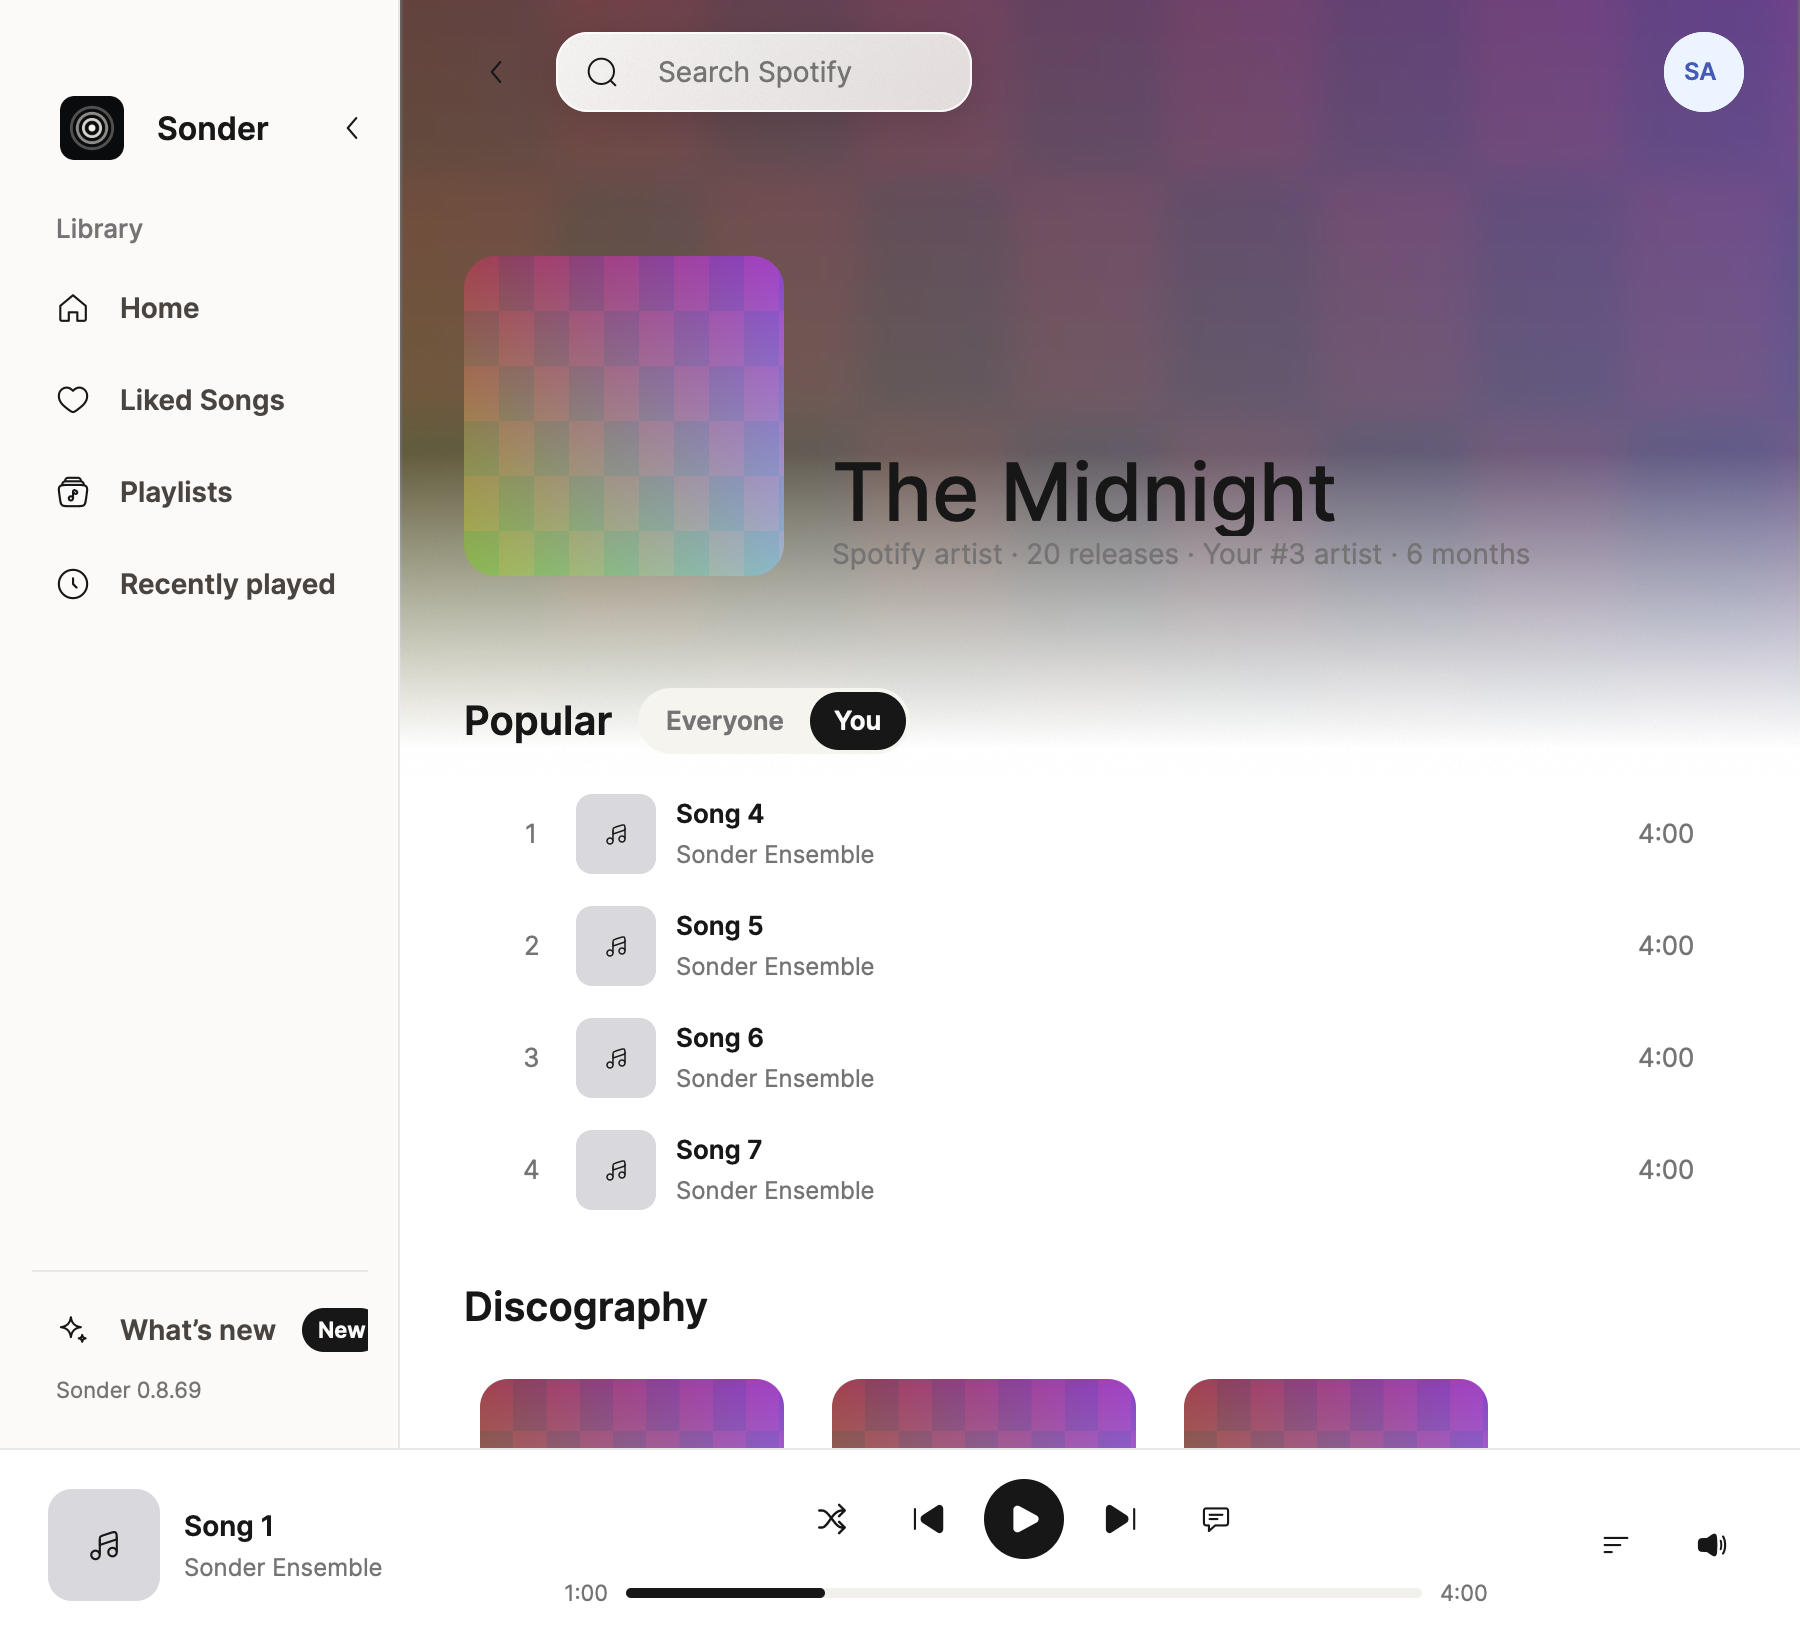 Sonder
Library
Home
Liked Songs
Playlists
Recently played
What’s new
New
Sonder 0.8.69
Search Spotify
SA
The Midnight
Spotify artist · 20 releases · Your #3 artist · 6 months
Popular
Everyone
You
1
Song 4
Sonder Ensemble
4:00
2
Song 5
Sonder Ensemble
4:00
3
Song 6
Sonder Ensemble
4:00
4
Song 7
Sonder Ensemble
4:00
Discography
Song 1
Sonder Ensemble
1:00
4:00